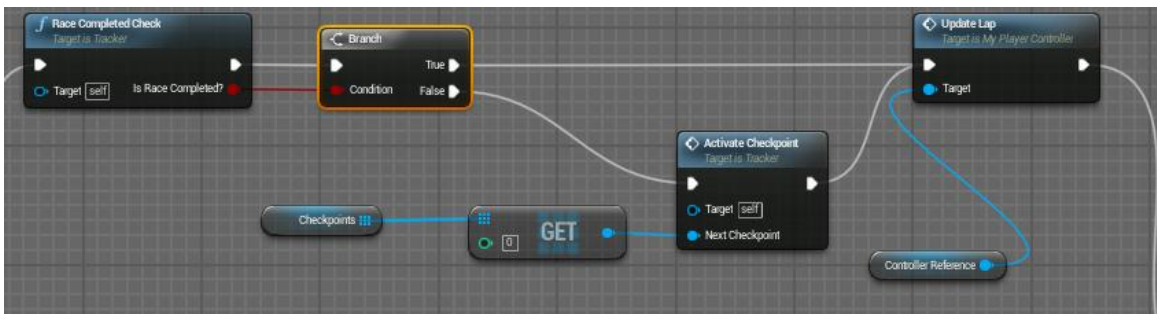 f Race Completed Check
Target is Tracker
Target self Is Race Completed?
Branch
True
Condition False
Checkpoints
0 GET
Activate Checkpoint
Target is Tracker
Target self
Next Checkpoint
Update Lap
Target is My Player Controller
Target
Controller Reference